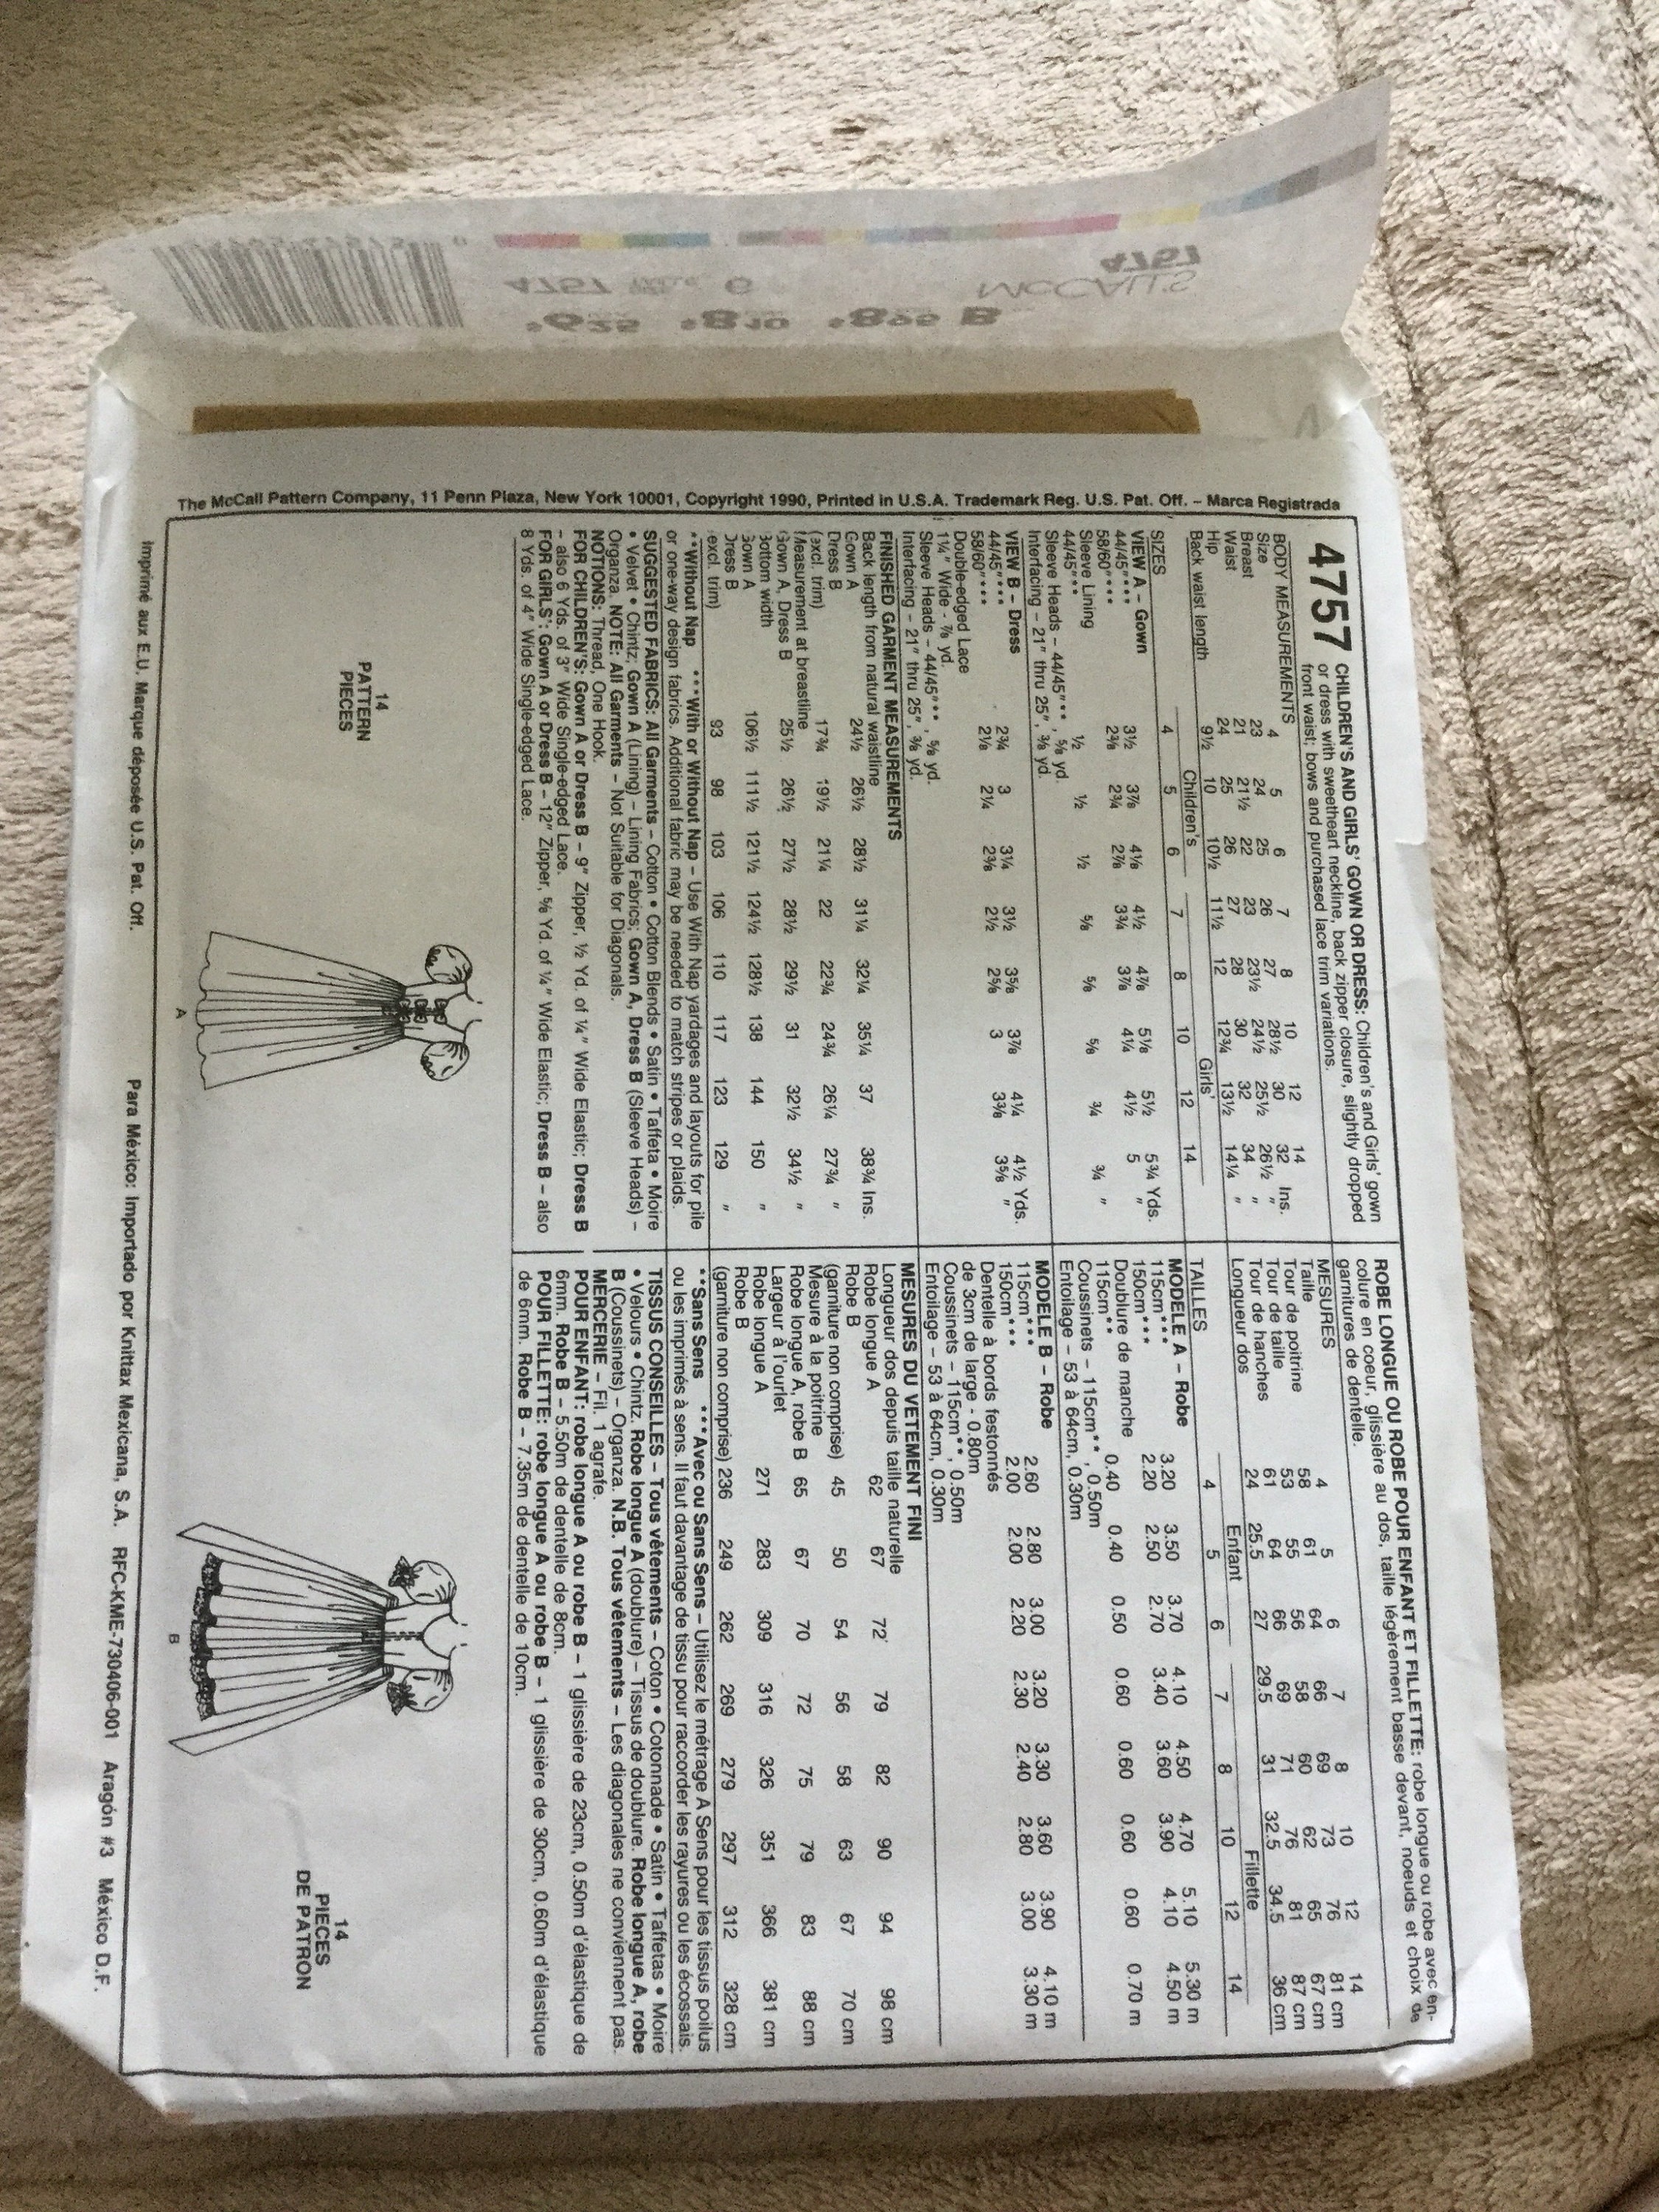 The McCall Pattern Company, 11 Penn Plaza, New York 10001, Copyright 1990, Printed in U.S.A. Trademark Reg. U.S. Pat. Off. – Marca Registrada
4757
CHILDREN'S AND GIRLS' GOWN OR DRESS: Children's and Girls' gown
or dress with sweetheart neckline, back zipper closure, slightly dropped
front waist; bows and purchased lace trim variations.
BODY MEASUREMENTS
Size 4 5 6 7 8 10 12 14
Breast 23 24 25 26 27 28½ 30 32 Ins.
Waist 21 21½ 22 23 23½ 24½ 25½ 26½ "
Hip 24 25 26 27 28 30 32 34 "
Back waist length 9½ 10 10½ 11½ 12 12¾ 13½ 14¼ "
Children's Girls'
SIZES 4 5 6 7 8 10 12 14
VIEW A – Gown
44/45"*** 3½ 3⅞ 4⅛ 4½ 4⅞ 5⅛ 5½ 5¾ Yds.
58/60"*** 2⅜ 2¾ 2⅞ 3¾ 3⅞ 4¼ 4½ 5 "
Sleeve Lining
44/45"** ½ ½ ½ ⅝ ⅝ ⅝ ¾ ¾ "
Sleeve Heads – 44/45"**, ⅝ yd.
Interfacing – 21" thru 25", ⅜ yd.
VIEW B – Dress
44/45"*** 2¾ 3 3¼ 3½ 3⅝ 3⅞ 4¼ 4½ Yds.
58/60"*** 2⅛ 2¼ 2⅜ 2½ 2⅝ 3 3⅜ 3⅝ "
Double-edged Lace
1¼" Wide - ⅞ yd.
Sleeve Heads – 44/45"**, ⅝ yd.
Interfacing – 21" thru 25", ⅜ yd.
FINISHED GARMENT MEASUREMENTS
Back length from natural waistline
Gown A 24½ 26½ 28½ 31¼ 32¼ 35¼ 37 38¾ Ins.
Dress B
(excl. trim) 17¾ 19½ 21¼ 22 22¾ 24¾ 26¼ 27¾ "
Measurement at breastline
Gown A, Dress B 25½ 26½ 27½ 28½ 29½ 31 32½ 34½ "
Bottom width
Gown A 106½ 111½ 121½ 124½ 128½ 138 144 150 "
Dress B
(excl. trim) 93 98 103 106 110 117 123 129 "
**Without Nap ***With or Without Nap – Use With Nap yardages and layouts for pile
or one-way design fabrics. Additional fabric may be needed to match stripes or plaids.
SUGGESTED FABRICS: All Garments – Cotton • Cotton Blends • Satin • Taffeta • Moire
• Velvet • Chintz; Gown A (Lining) – Lining Fabrics; Gown A, Dress B (Sleeve Heads) –
Organza. NOTE: All Garments – Not Suitable for Diagonals.
NOTIONS: Thread, One Hook.
FOR CHILDREN'S: Gown A or Dress B – 9" Zipper, ½ Yd. of ¼" Wide Elastic; Dress B
– also 6 Yds. of 3" Wide Single-edged Lace.
FOR GIRLS': Gown A or Dress B – 12" Zipper, ⅝ Yd. of ¼" Wide Elastic; Dress B – also
8 Yds. of 4" Wide Single-edged Lace.
14
PATTERN
PIECES
A
ROBE LONGUE OU ROBE POUR ENFANT ET FILLETTE: robe longue ou robe avec en-
colure en coeur, glissière au dos, taille légèrement basse devant, noeuds et choix de
garnitures de dentelle.
MESURES
Taille 4 5 6 7 8 10 12 14
Tour de poitrine 58 61 64 66 69 73 76 81 cm
Tour de taille 53 55 56 58 60 62 65 67 cm
Tour de hanches 61 64 66 69 71 76 81 87 cm
Longueur dos 24 25.5 27 29.5 31 32.5 34.5 36 cm
Enfant Fillette
TAILLES 4 5 6 7 8 10 12 14
MODELE A – Robe
115cm*** 3.20 3.50 3.70 4.10 4.50 4.70 5.10 5.30 m
150cm*** 2.20 2.50 2.70 3.40 3.60 3.90 4.10 4.50 m
Doublure de manche
115cm** 0.40 0.40 0.50 0.60 0.60 0.60 0.60 0.70 m
Coussinets – 115cm**, 0.50m
Entoilage – 53 à 64cm, 0.30m
MODELE B – Robe
115cm*** 2.60 2.80 3.00 3.20 3.30 3.60 3.90 4.10 m
150cm*** 2.00 2.00 2.20 2.30 2.40 2.80 3.00 3.30 m
Dentelle à bords festonnés
de 3cm de large - 0.80m
Coussinets – 115cm**, 0.50m
Entoilage – 53 à 64cm, 0.30m
MESURES DU VETEMENT FINI
Longueur dos depuis taille naturelle
Robe longue A 62 67 72 79 82 90 94 98 cm
Robe B
(garniture non comprise) 45 50 54 56 58 63 67 70 cm
Mesure à la poitrine
Robe longue A, robe B 65 67 70 72 75 79 83 88 cm
Largeur à l'ourlet
Robe longue A 271 283 309 316 326 351 366 381 cm
Robe B
(garniture non comprise) 236 249 262 269 279 297 312 328 cm
**Sans Sens ***Avec ou Sans Sens – Utilisez le métrage A Sens pour les tissus poilus
ou les imprimés à sens. Il faut davantage de tissu pour raccorder les rayures ou les écossais.
TISSUS CONSEILLES – Tous vêtements – Coton • Cotonnade • Satin • Taffetas • Moire
• Velours • Chintz. Robe longue A (doublure) – Tissus de doublure. Robe longue A, robe
B (Coussinets) – Organza. N.B. Tous vêtements – Les diagonales ne conviennent pas.
MERCERIE – Fil. 1 agrafe.
POUR ENFANT: robe longue A ou robe B – 1 glissière de 23cm, 0.50m d'élastique de
6mm. Robe B – 5.50m de dentelle de 8cm.
POUR FILLETTE: robe longue A ou robe B – 1 glissière de 30cm, 0.60m d'élastique
de 6mm. Robe B – 7.35m de dentelle de 10cm.
14
PIECES
DE PATRON
B
Imprimé aux E.U. Marque déposée U.S. Pat. Off. Para México: Importado por Knittax Mexicana, S.A. RFC-KME-730406-001 Aragón #3 México D.F.
McCALL'S
4757
4757